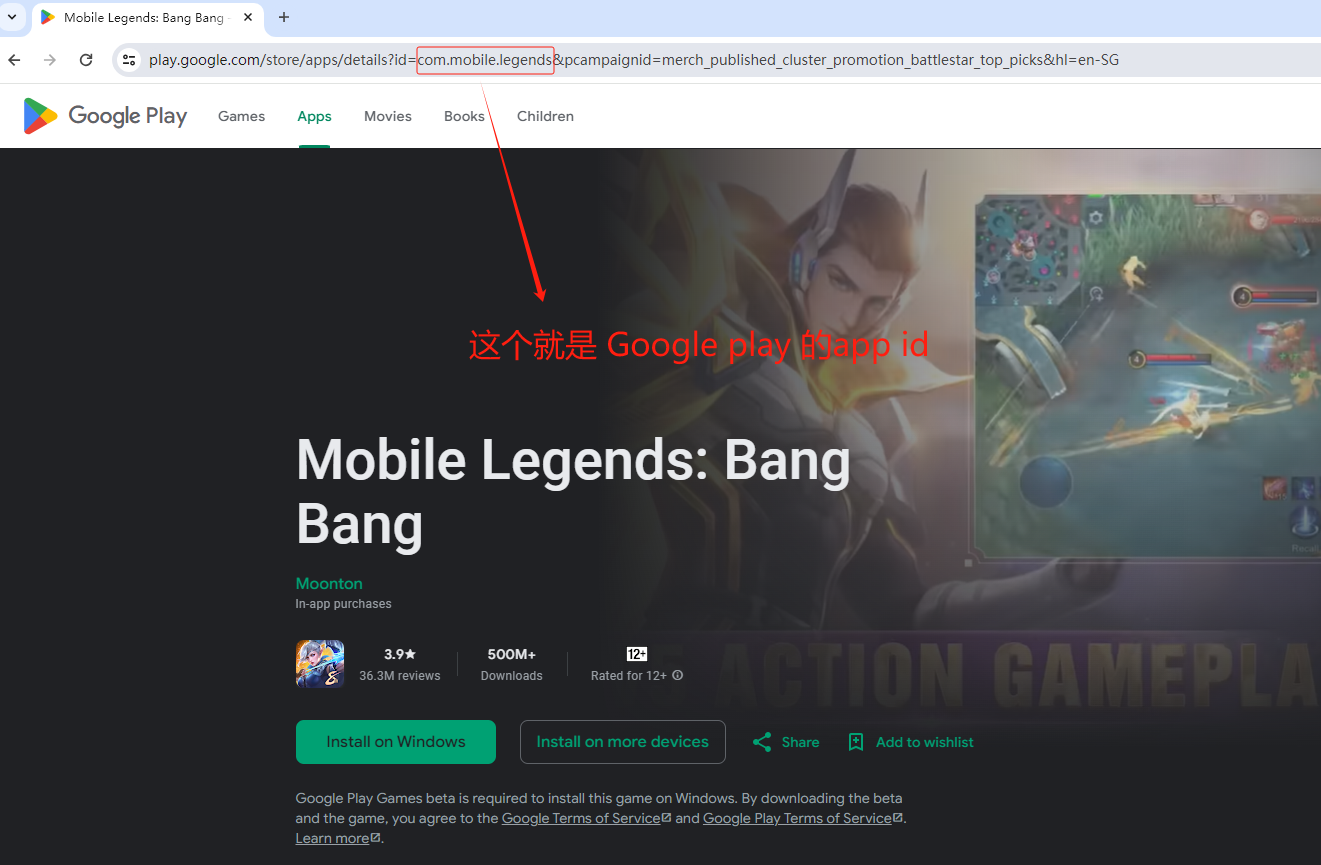 Mobile Legends: Bang Bang -
play.google.com/store/apps/details?id=com.mobile.legends&pcampaignid=merch_published_cluster_promotion_battlestar_top_picks&hl=en-SG
Google Play Games Apps Movies Books Children
这个就是 Google play 的app id
Mobile Legends: Bang
Bang
Moonton
In-app purchases
3.9★ 500M+ 12+
36.3M reviews Downloads Rated for 12+
ACTION GAMEPLA
Recall
Install on Windows Install on more devices Share Add to wishlist
Google Play Games beta is required to install this game on Windows. By downloading the beta
and the game, you agree to the Google Terms of Service and Google Play Terms of Service.
Learn more.